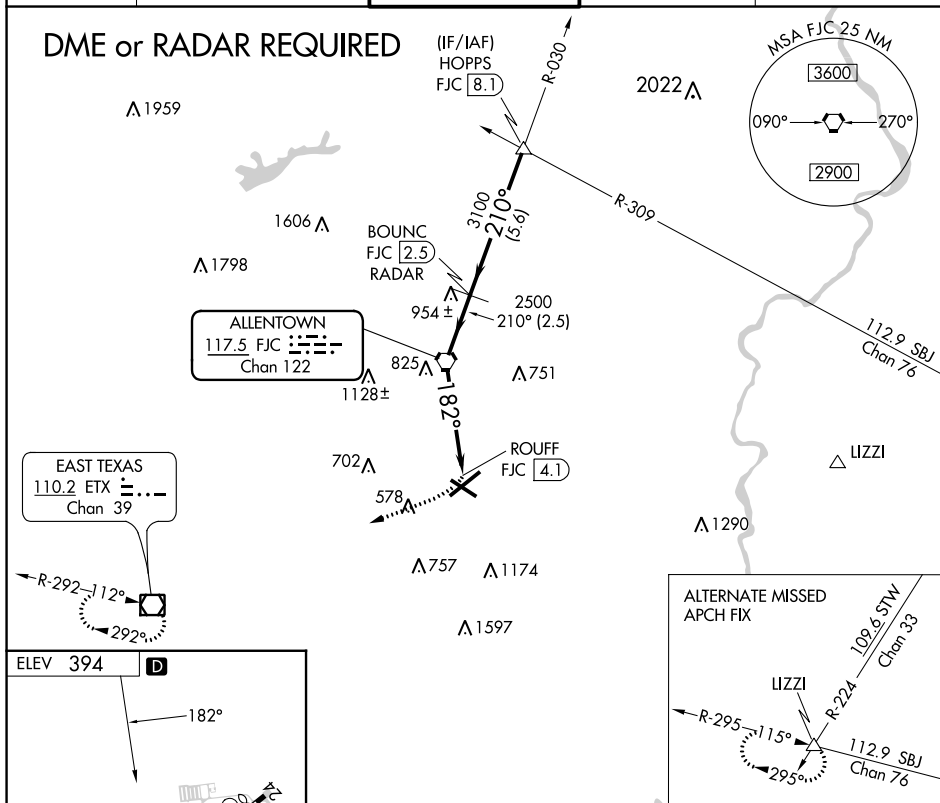 DME or RADAR REQUIRED
(IF/IAF)
HOPPS
FJC 8.1
R-030
2022
MSA FJC 25 NM
3600
090°
270°
2900
1959
R-309
3100
210°
(5.6)
1606
BOUNC
FJC 2.5
RADAR
1798
954 ±
2500
210° (2.5)
ALLENTOWN
117.5 FJC
Chan 122
825
751
1128±
112.9 SBJ
Chan 76
182°
ROUFF
FJC 4.1
702
LIZZI
578
EAST TEXAS
110.2 ETX
Chan 39
1290
R-292
112°
292°
757
1174
1597
ALTERNATE MISSED
APCH FIX
109.6 STW
Chan 33
LIZZI
R-224
R-295
115°
295°
112.9 SBJ
Chan 76
ELEV 394
D
182°
24